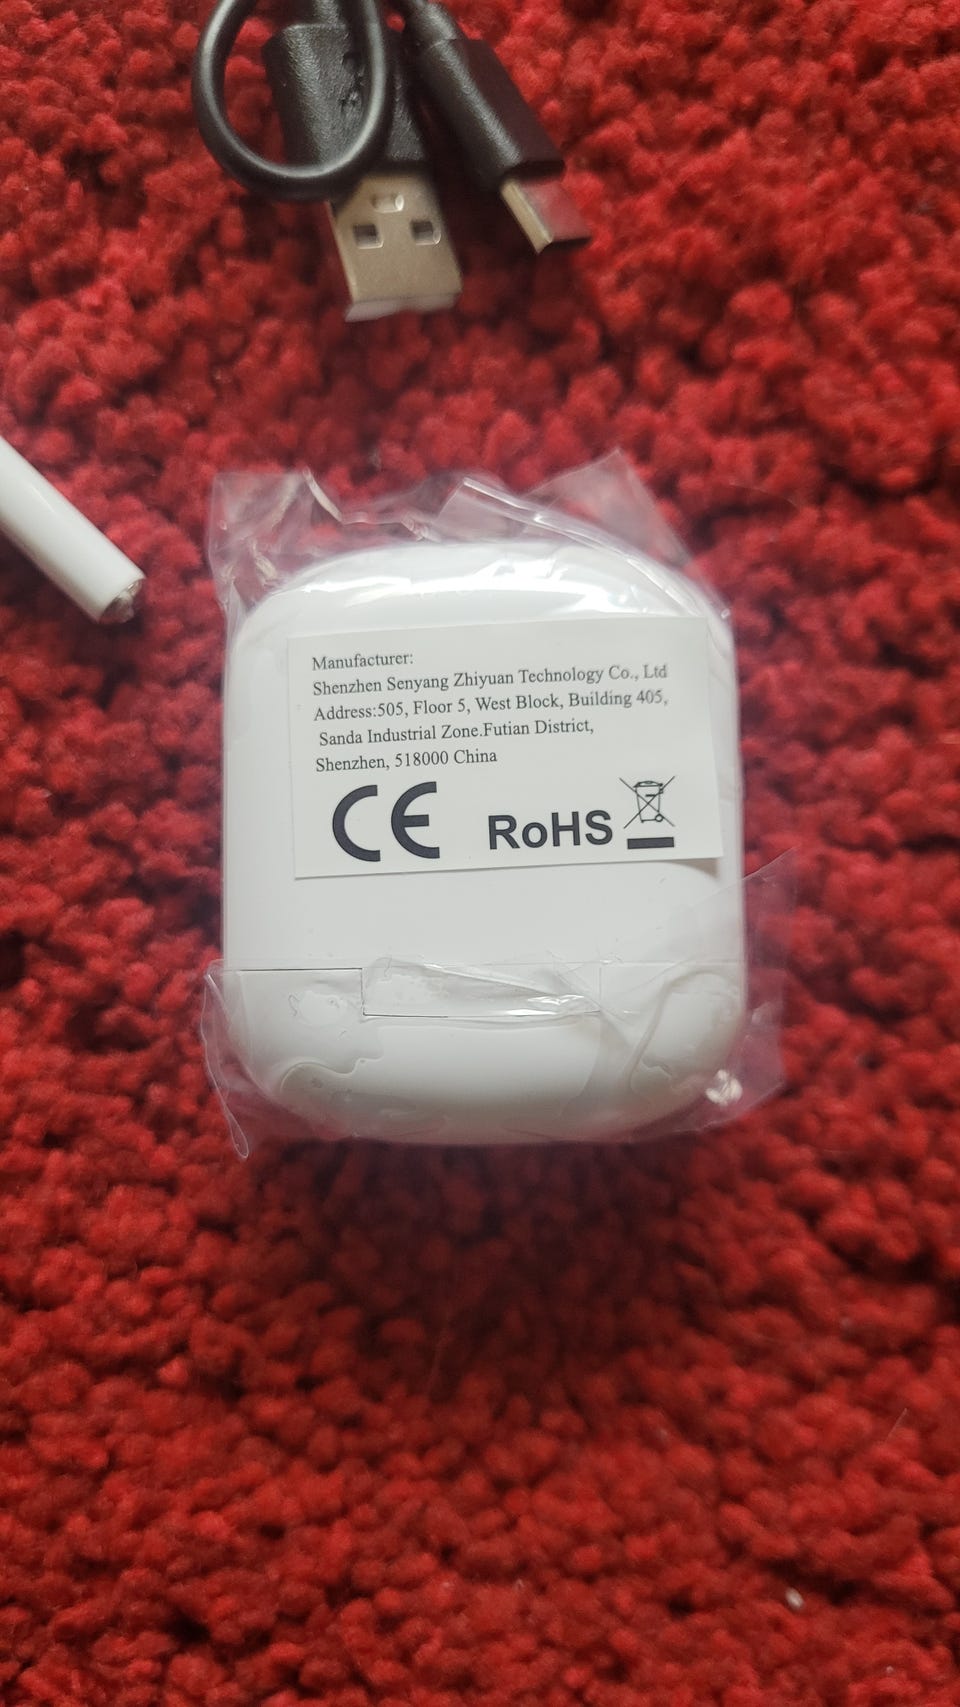 Manufacturer:
Shenzhen Senyang Zhiyuan Technology Co., Ltd
Address:505, Floor 5, West Block, Building 405,
Sanda Industrial Zone.Futian District,
Shenzhen, 518000 China
CE RoHS